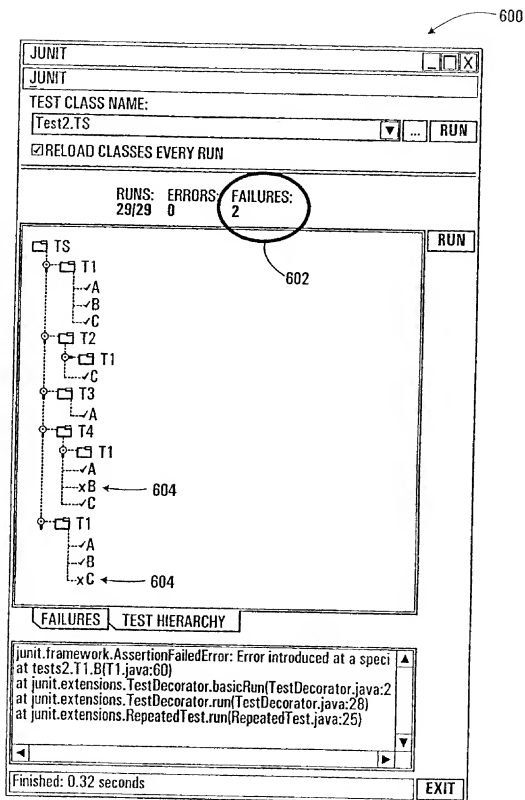 600
JUNIT
JUNIT
TEST CLASS NAME:
Test2.TS ... RUN
RELOAD CLASSES EVERY RUN
RUNS: ERRORS: FAILURES:
29/29 0 2
RUN
602
TS
T1
A
B
C
T2
T1
C
T3
A
T4
T1
A
B 604
C
T1
A
B
C 604
FAILURES TEST HIERARCHY
junit.framework.AssertionFailedError: Error introduced at a speci
at tests2.T1.B(T1.java:60)
at junit.extensions.TestDecorator.basicRun(TestDecorator.java:2
at junit.extensions.TestDecorator.run(TestDecorator.java:28)
at junit.extensions.RepeatedTest.run(RepeatedTest.java:25)
Finished: 0.32 seconds EXIT